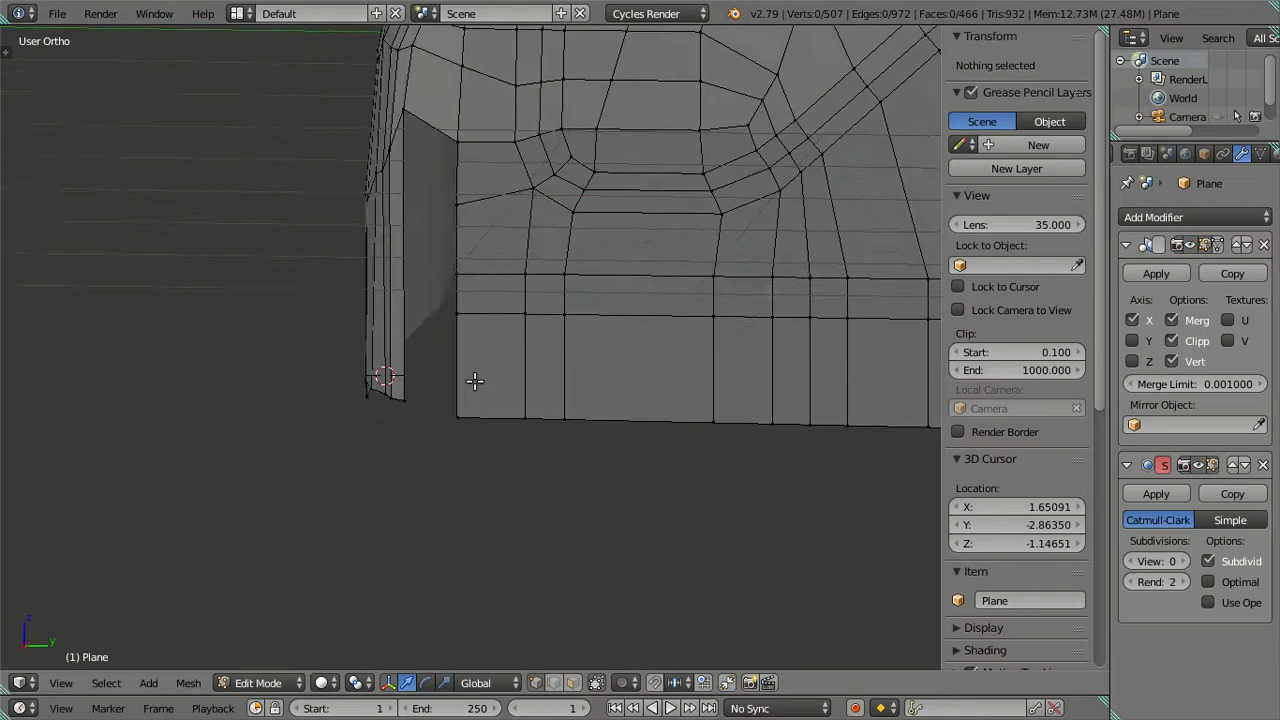 File Render Window Help Default Scene Cycles Render v2.79 | Verts:0/507 | Edges:0/972 | Faces:0/466 | Tris:932 | Mem:12.73M (27.48M) | Plane
User Ortho
Transform
Nothing selected
Grease Pencil Layers
Scene Object
New
New Layer
View
Lens: 35.000
Lock to Object:
Lock to Cursor
Lock Camera to View
Clip:
Start: 0.100
End: 1000.000
Local Camera:
Camera
Render Border
3D Cursor
Location:
X: 1.65091
Y: -2.86350
Z: -1.14651
Item
Plane
Display
Shading
View Search All Sc
Scene
RenderL
World
Camera
Plane
Add Modifier
Apply Copy
Axis: Options: Textures:
X Merg U
Y Clipp V
Z Vert
Merge Limit: 0.001000
Mirror Object:
S
Apply Copy
Catmull-Clark Simple
Subdivisions: Options:
View: 0 Subdivid
Rend: 2 Optimal
Use Ope
z
y
(1) Plane
View Select Add Mesh Edit Mode Global
View Marker Frame Playback Start: 1 End: 250 1 No Sync